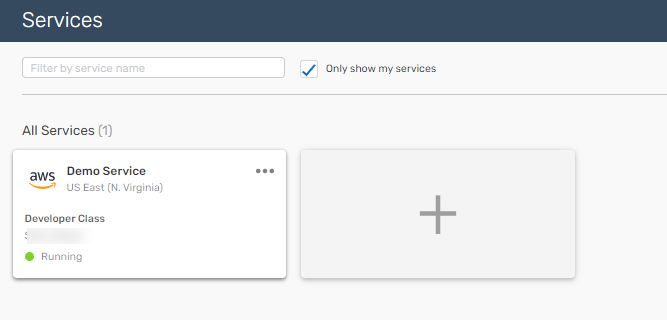 Services
Filter by service name
Only show my services
All Services (1)
aws
Demo Service
US East (N. Virginia)
Developer Class
Running